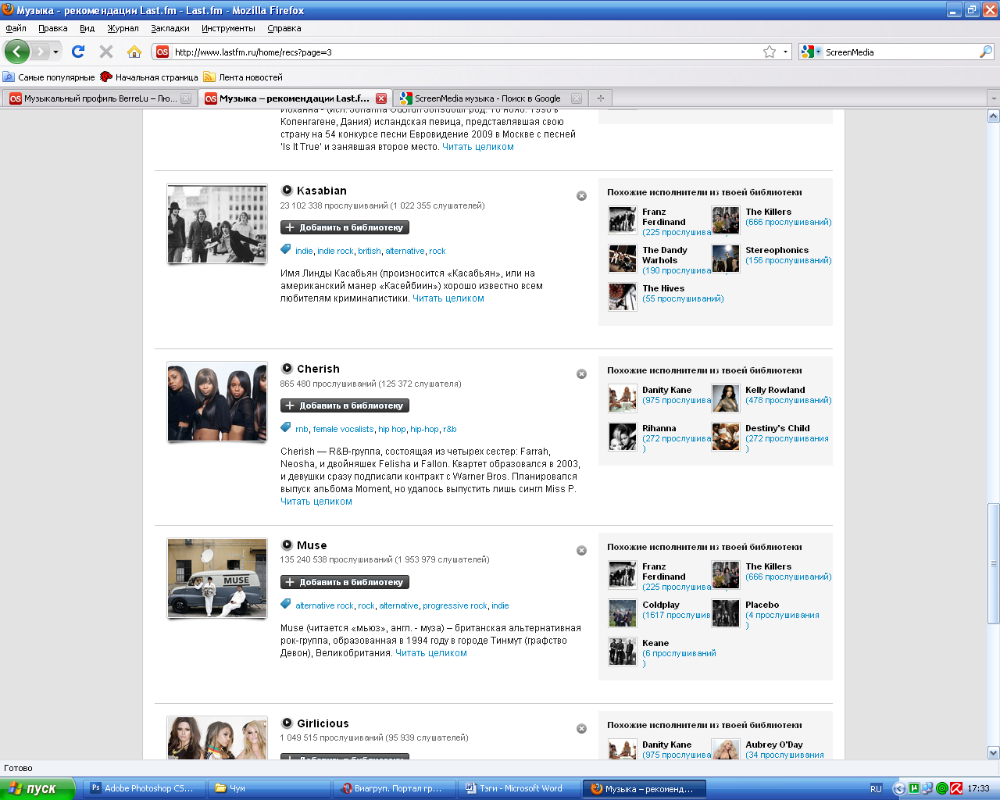 Музыка – рекомендации Last.fm - Last.fm - Mozilla Firefox
Файл Правка Вид Журнал Закладки Инструменты Справка
http://www.lastfm.ru/home/recs?page=3
ScreenMedia
Самые популярные Начальная страница Лента новостей
Музыкальный профиль BerreLu – Лю...
Музыка – рекомендации Last.f...
ScreenMedia музыка - Поиск в Google
Копенгагене, Дания) исландская певица, представлявшая свою
страну на 54 конкурсе песни Евровидение 2009 в Москве с песней
'Is It True' и занявшая второе место. Читать целиком
Kasabian
23 102 338 прослушиваний (1 022 355 слушателей)
Добавить в библиотеку
indie, indie rock, british, alternative, rock
Имя Линды Касабьян (произносится «Касабьян», или на
американский манер «Касейбиин») хорошо известно всем
любителям криминалистики. Читать целиком
Похожие исполнители из твоей библиотеки
Franz
Ferdinand
(225 прослушива
The Killers
(666 прослушиваний)
The Dandy
Warhols
(190 прослушива
Stereophonics
(156 прослушиваний)
The Hives
(55 прослушиваний)
Cherish
865 480 прослушиваний (125 372 слушателя)
Добавить в библиотеку
rnb, female vocalists, hip hop, hip-hop, r&b
Cherish — R&B-группа, состоящая из четырех сестер: Farrah,
Neosha, и двойняшек Felisha и Fallon. Квартет образовался в 2003,
и девушки сразу подписали контракт с Warner Bros. Планировался
выпуск альбома Moment, но удалось выпустить лишь сингл Miss P.
Читать целиком
Похожие исполнители из твоей библиотеки
Danity Kane
(975 прослушива
Kelly Rowland
(478 прослушиваний)
Rihanna
(272 прослушива
)
Destiny's Child
(272 прослушивания
)
Muse
135 240 538 прослушиваний (1 953 979 слушателей)
Добавить в библиотеку
alternative rock, rock, alternative, progressive rock, indie
Muse (читается «мьюз», англ. - муза) – британская альтернативная
рок-группа, образованная в 1994 году в городе Тинмут (графство
Девон), Великобритания. Читать целиком
MUSE
Похожие исполнители из твоей библиотеки
Franz
Ferdinand
(225 прослушива
The Killers
(666 прослушиваний)
Coldplay
(1617 прослушив
Placebo
(4 прослушивания
)
Keane
(6 прослушиваний
)
Girlicious
1 049 515 прослушиваний (95 939 слушателей)
Похожие исполнители из твоей библиотеки
Danity Kane
(975 прослушива
Aubrey O'Day
(34 прослушивания
Готово
пуск
Adobe Photoshop CS...
Чум
Виагруп. Портал гр...
Тэги - Microsoft Word
Музыка – рекоменд...
RU
17:33